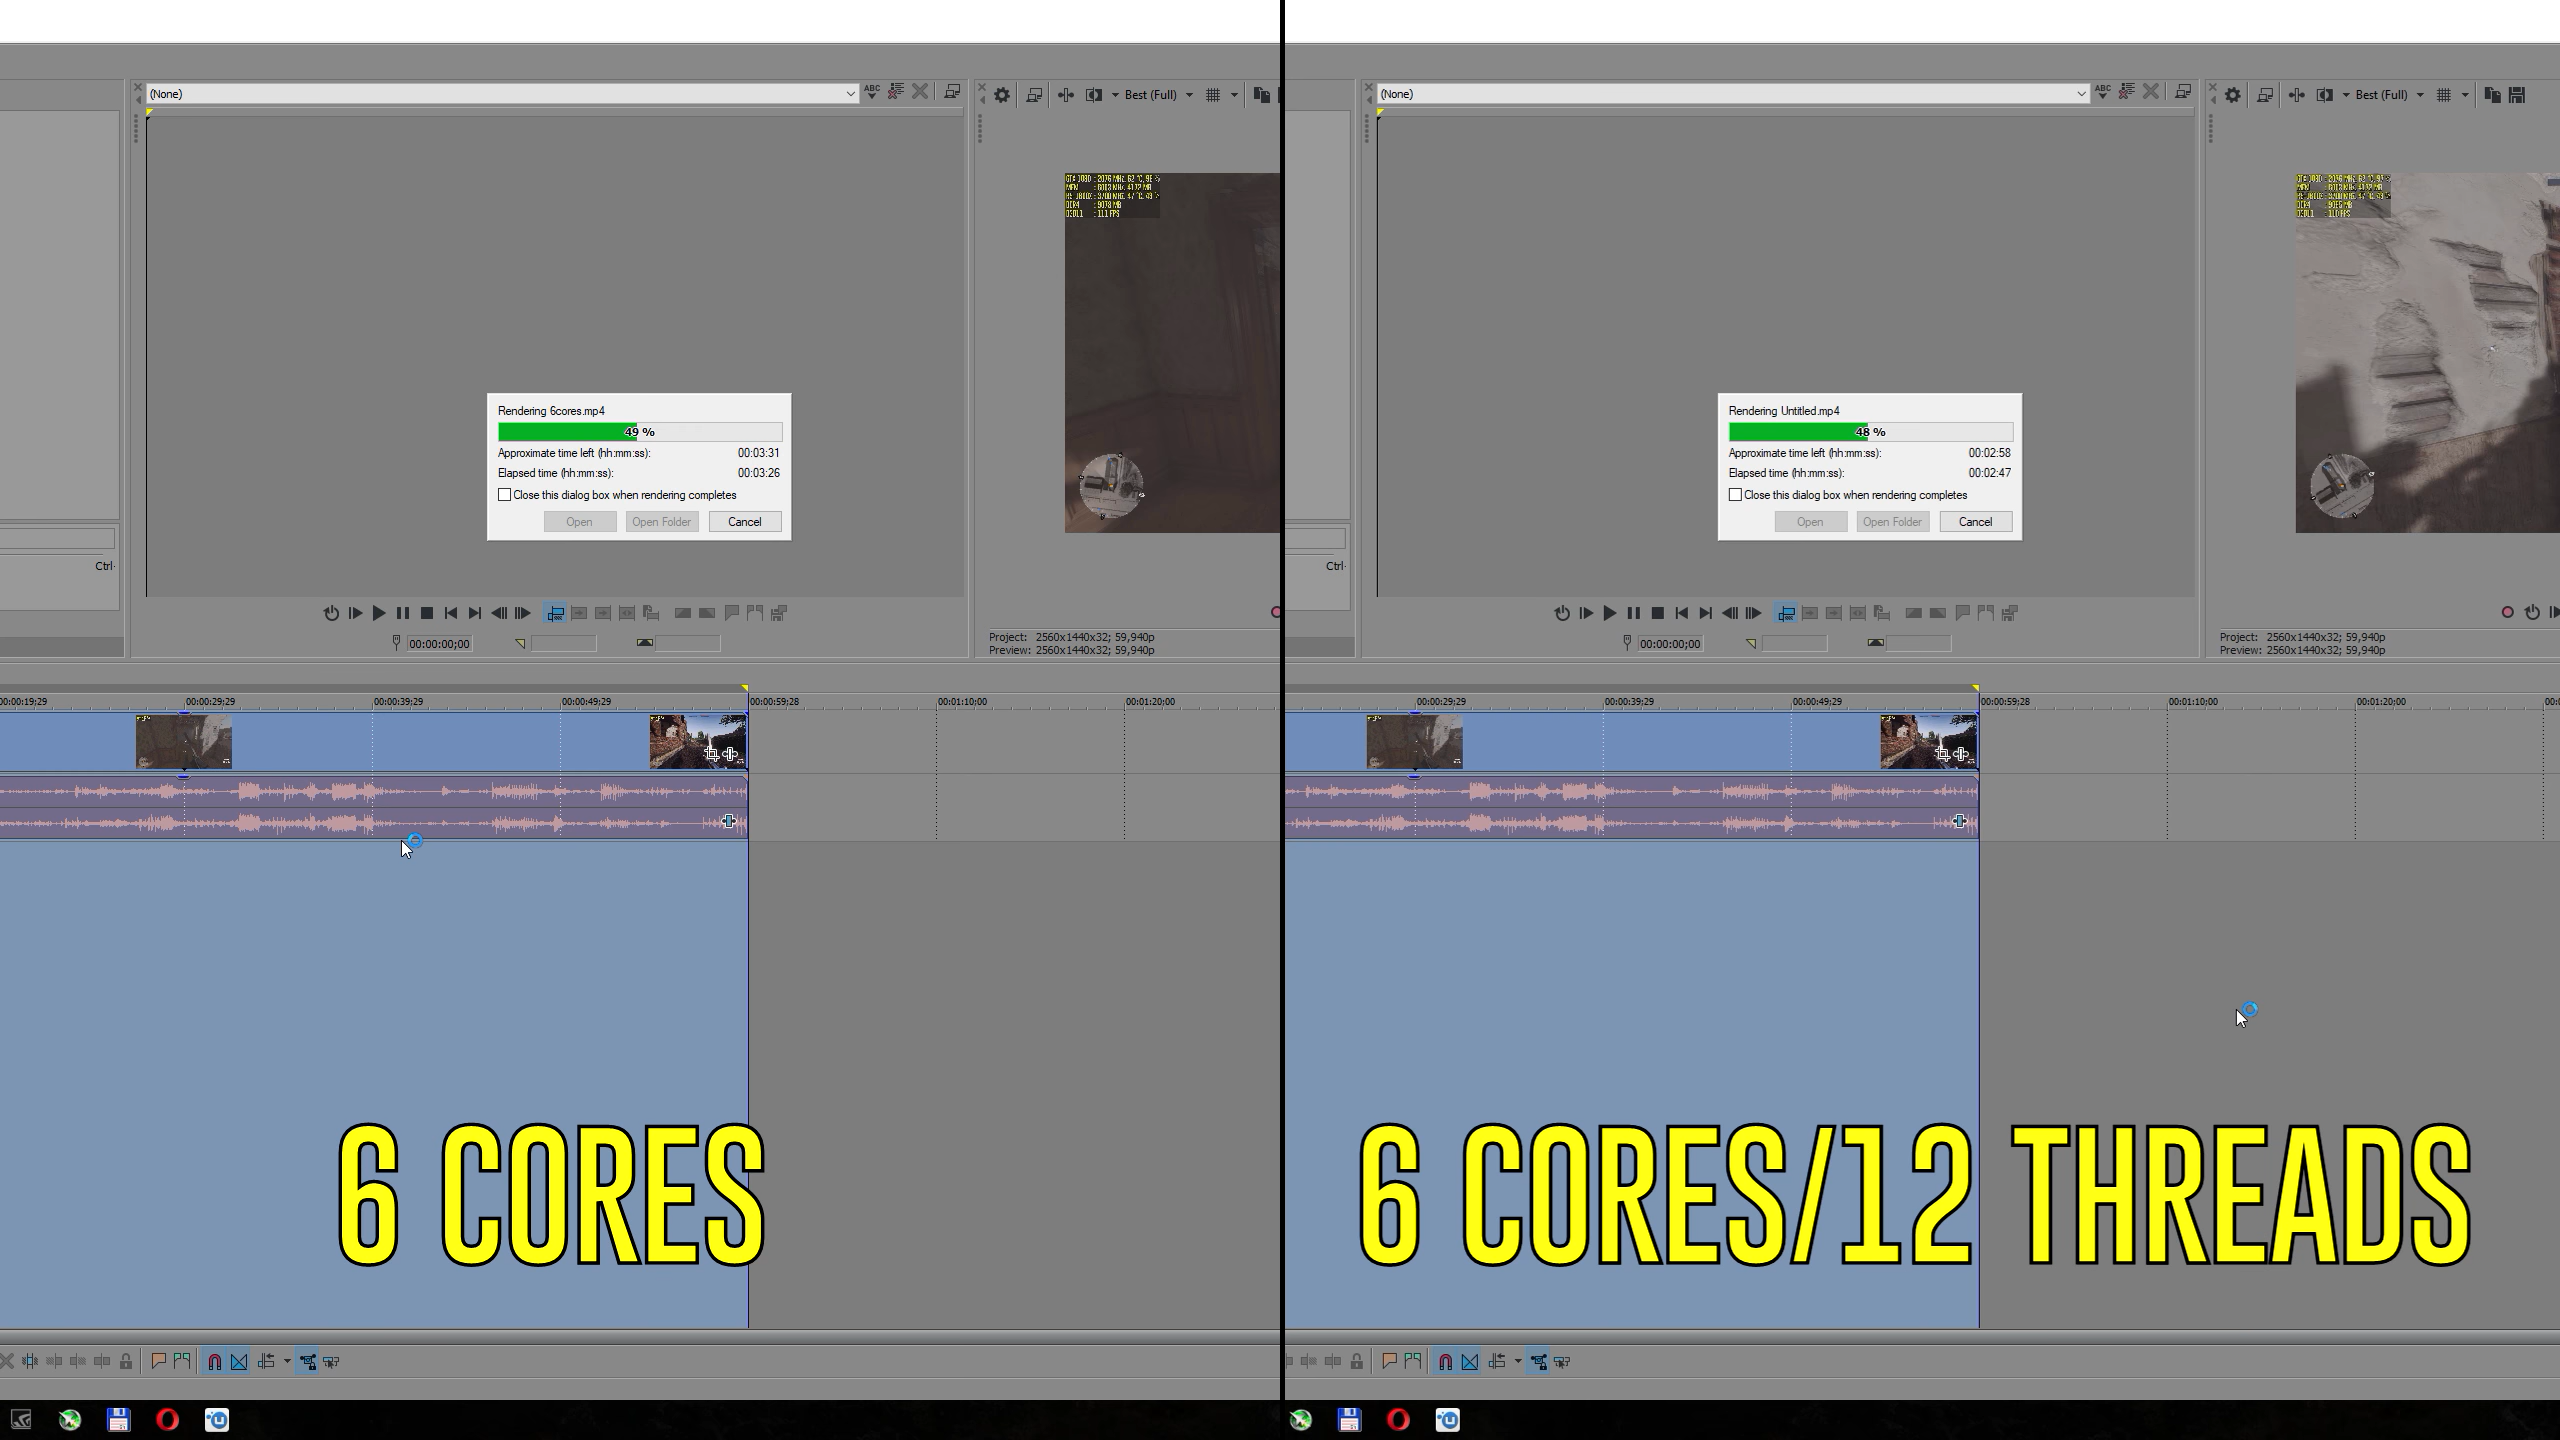 (None)
ABC
Best (Full)
Rendering 6cores.mp4
49 %
Approximate time left (hh:mm:ss): 00:03:31
Elapsed time (hh:mm:ss): 00:03:26
Close this dialog box when rendering completes
Open Open Folder Cancel
Ctrl-
00:00:00;00
Project: 2560x1440x32; 59,940p
Preview: 2560x1440x32; 59,940p
00:00:19;29 00:00:29;29 00:00:39;29 00:00:49;29 00:00:59;28 00:01:10;00 00:01:20;00
6 CORES
(None)
ABC
Best (Full)
Rendering Untitled.mp4
48 %
Approximate time left (hh:mm:ss): 00:02:58
Elapsed time (hh:mm:ss): 00:02:47
Close this dialog box when rendering completes
Open Open Folder Cancel
Ctrl-
00:00:00;00
Project: 2560x1440x32; 59,940p
Preview: 2560x1440x32; 59,940p
00:00:29;29 00:00:39;29 00:00:49;29 00:00:59;28 00:01:10;00 00:01:20;00
6 CORES/12 THREADS